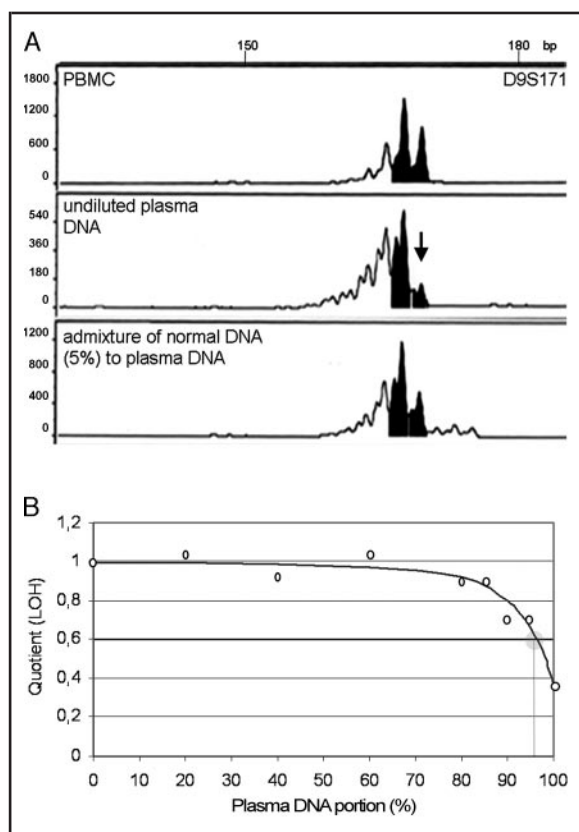 A
150 180 bp
PBMC D9S171
1800
1200
600
0
undiluted plasma
DNA
540
360
180
0
admixture of normal DNA
(5%) to plasma DNA
1200
800
400
0
B
1,2
1
0,8
0,6
0,4
0,2
0
Quotient (LOH)
0 10 20 30 40 50 60 70 80 90 100
Plasma DNA portion (%)